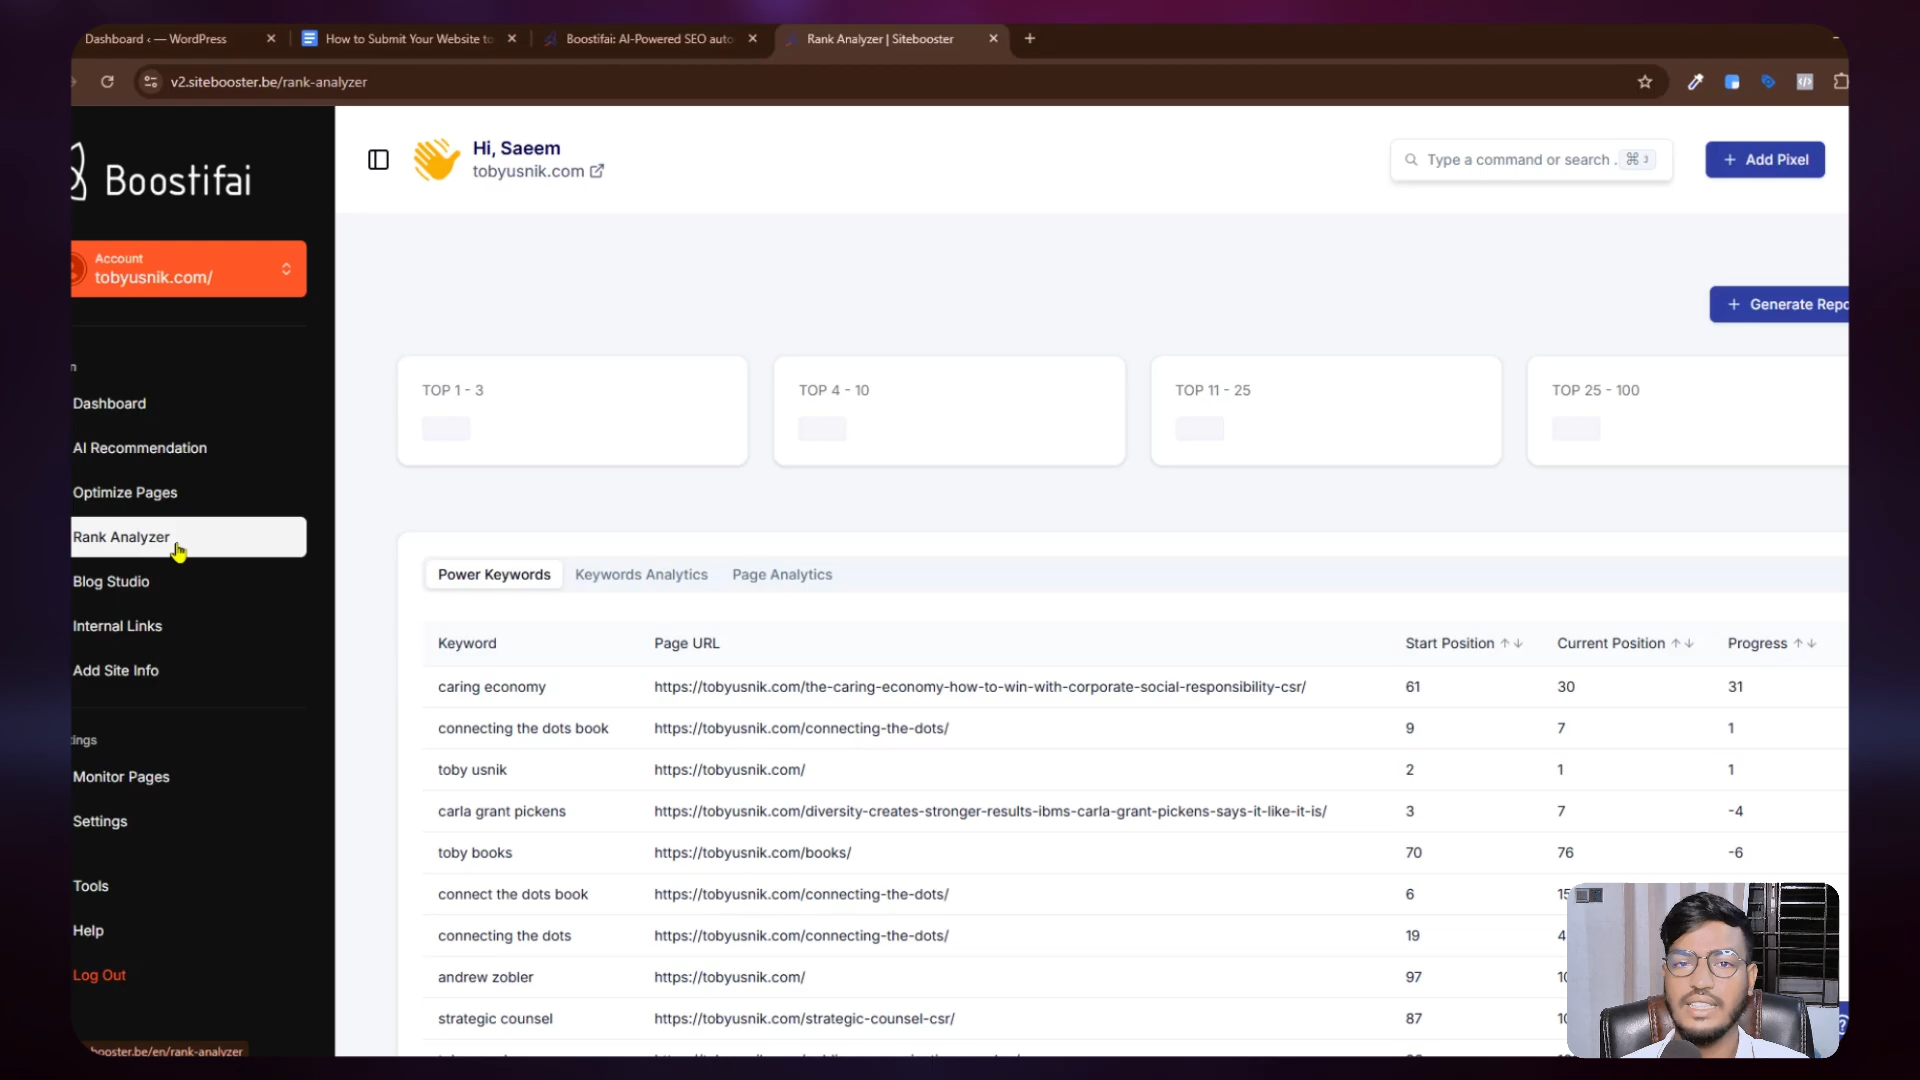 Dashboard ‹ — WordPress
How to Submit Your Website to
Boostifai: AI-Powered SEO auto
Rank Analyzer | Sitebooster
v2.sitebooster.be/rank-analyzer
Boostifai
Hi, Saeem
tobyusnik.com
Type a command or search .
⌘ J
+ Add Pixel
Account
tobyusnik.com/
+ Generate Repo
TOP 1 - 3
TOP 4 - 10
TOP 11 - 25
TOP 25 - 100
Dashboard
AI Recommendation
Optimize Pages
Rank Analyzer
Blog Studio
Internal Links
Add Site Info
tings
Monitor Pages
Settings
Tools
Help
Log Out
booster.be/en/rank-analyzer
Power Keywords Keywords Analytics Page Analytics
Keyword Page URL Start Position ↑↓ Current Position ↑↓ Progress ↑↓
caring economy https://tobyusnik.com/the-caring-economy-how-to-win-with-corporate-social-responsibility-csr/ 61 30 31
connecting the dots book https://tobyusnik.com/connecting-the-dots/ 9 7 1
toby usnik https://tobyusnik.com/ 2 1 1
carla grant pickens https://tobyusnik.com/diversity-creates-stronger-results-ibms-carla-grant-pickens-says-it-like-it-is/ 3 7 -4
toby books https://tobyusnik.com/books/ 70 76 -6
connect the dots book https://tobyusnik.com/connecting-the-dots/ 6 15
connecting the dots https://tobyusnik.com/connecting-the-dots/ 19 4
andrew zobler https://tobyusnik.com/ 97 10
strategic counsel https://tobyusnik.com/strategic-counsel-csr/ 87 10